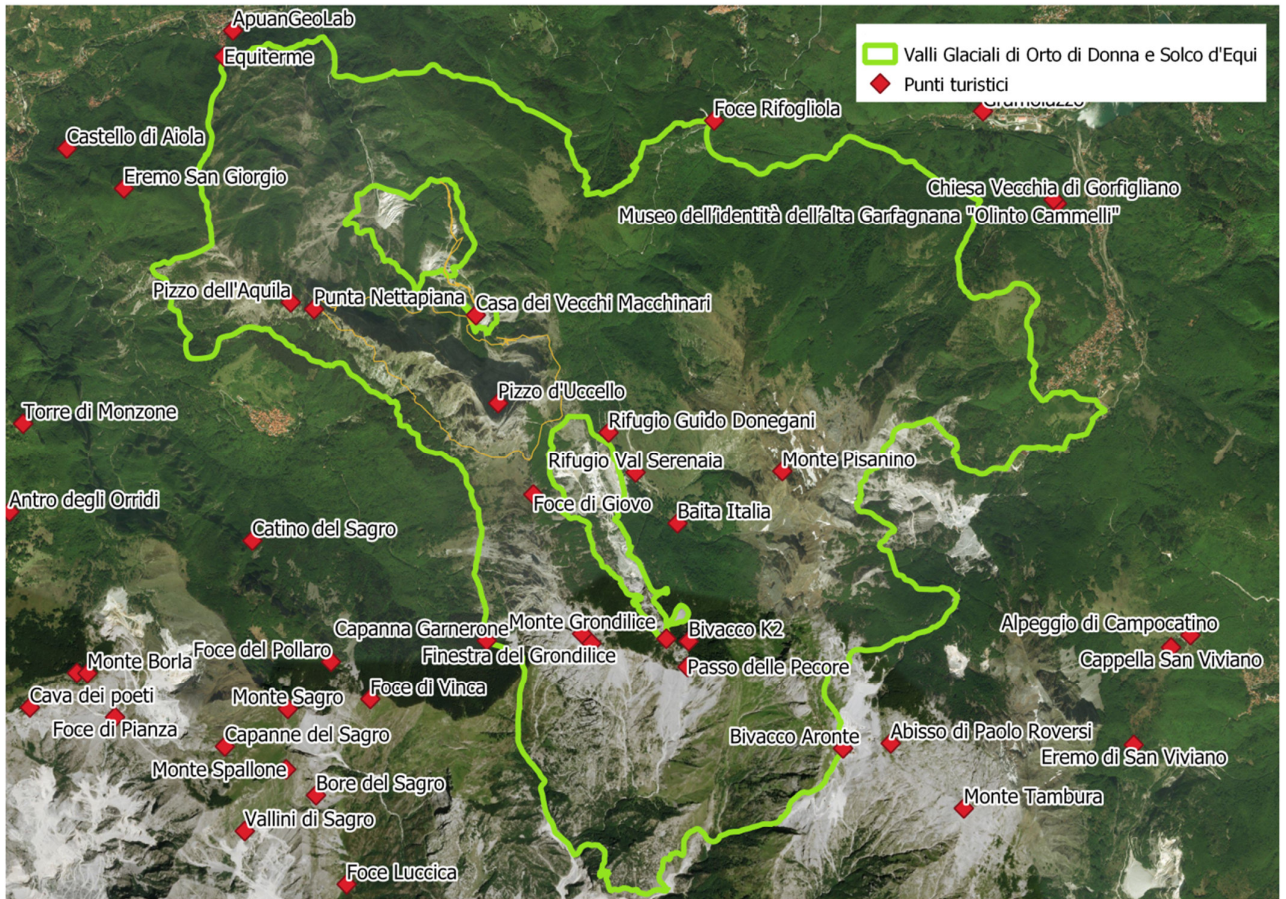 ApuanGeoLab
Equiterme
Valli Glaciali di Orto di Donna e Solco d'Equi
Punti turistici
Gramolazzo
Foce Rifogliola
Castello di Aiola
Eremo San Giorgio
Chiesa Vecchia di Gorfigliano
Museo dell'identità dell'alta Garfagnana "Olinto Cammelli"
Pizzo dell'Aquila
Punta Nettapiana
Casa dei Vecchi Macchinari
Pizzo d'Uccello
Torre di Monzone
Rifugio Guido Donegani
Rifugio Val Serenaia
Monte Pisanino
Antro degli Orridi
Foce di Giovo
Baita Italia
Catino del Sagro
Capanna Garnerone
Monte Grondilice
Bivacco K2
Alpeggio di Campocatino
Foce del Pollaro
Finestra del Grondilice
Passo delle Pecore
Cappella San Viviano
Monte Borla
Cava dei poeti
Monte Sagro
Foce di Vinca
Foce di Pianza
Capanne del Sagro
Bivacco Aronte
Abisso di Paolo Roversi
Eremo di San Viviano
Monte Spallone
Bore del Sagro
Monte Tambura
Vallini di Sagro
Foce Luccica